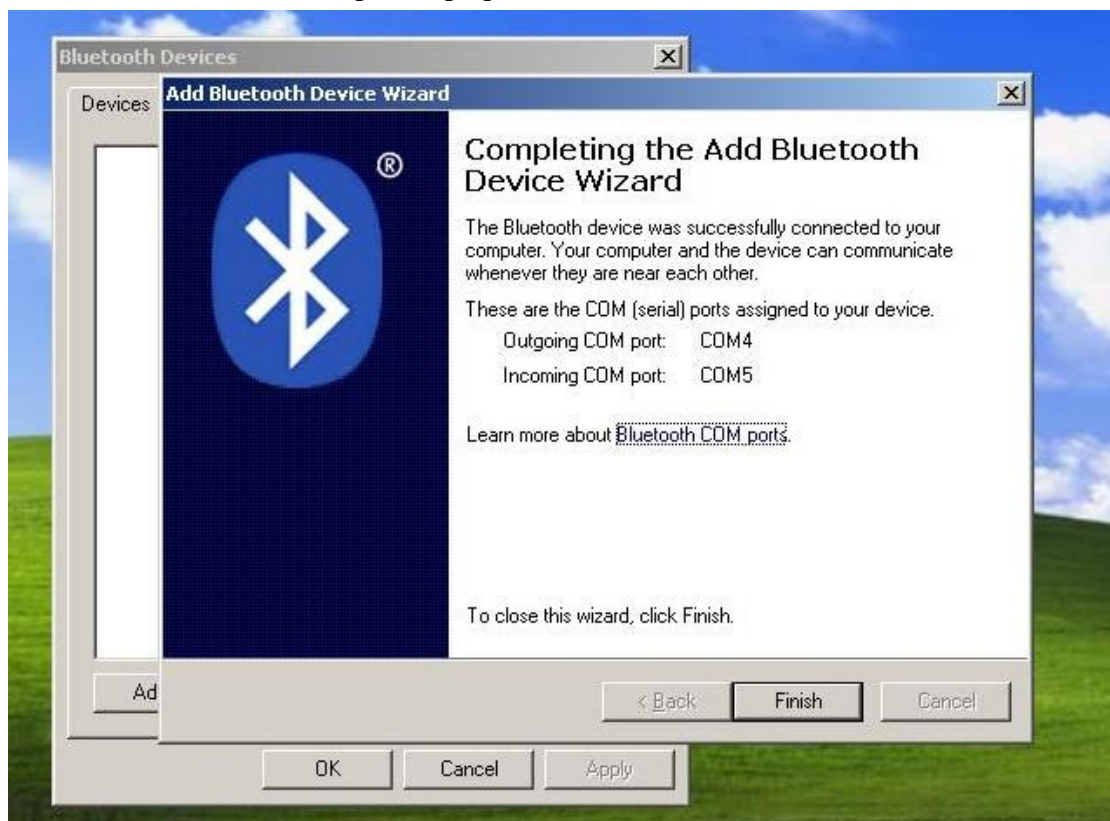 Bluetooth Devices
Devices
Add Bluetooth Device Wizard
®
Completing the Add Bluetooth
Device Wizard
The Bluetooth device was successfully connected to your
computer. Your computer and the device can communicate
whenever they are near each other.
These are the COM (serial) ports assigned to your device.
Outgoing COM port: COM4
Incoming COM port: COM5
Learn more about Bluetooth COM ports.
To close this wizard, click Finish.
Ad
< Back Finish Cancel
OK Cancel Apply